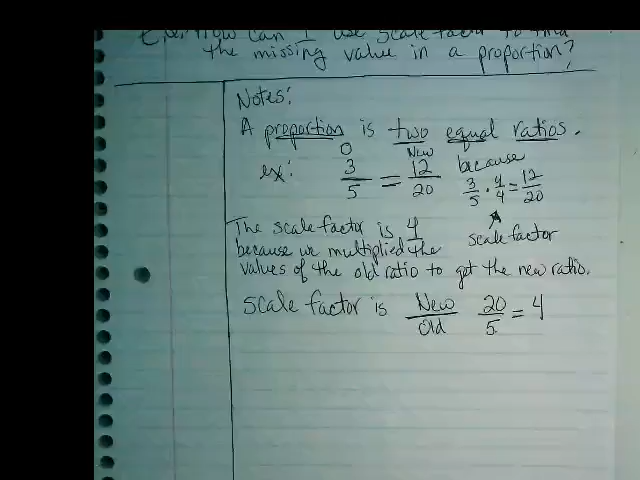 How can I use scale factor to find
the missing value in a proportion?
Notes:
A proportion is two equal ratios.
O New
ex: 3/5 = 12/20 because 3/5 · 4/4 = 12/20
The scale factor is 4
scale factor
because we multiplied the
values of the old ratio to get the new ratio.
Scale factor is New/Old 20/5 = 4